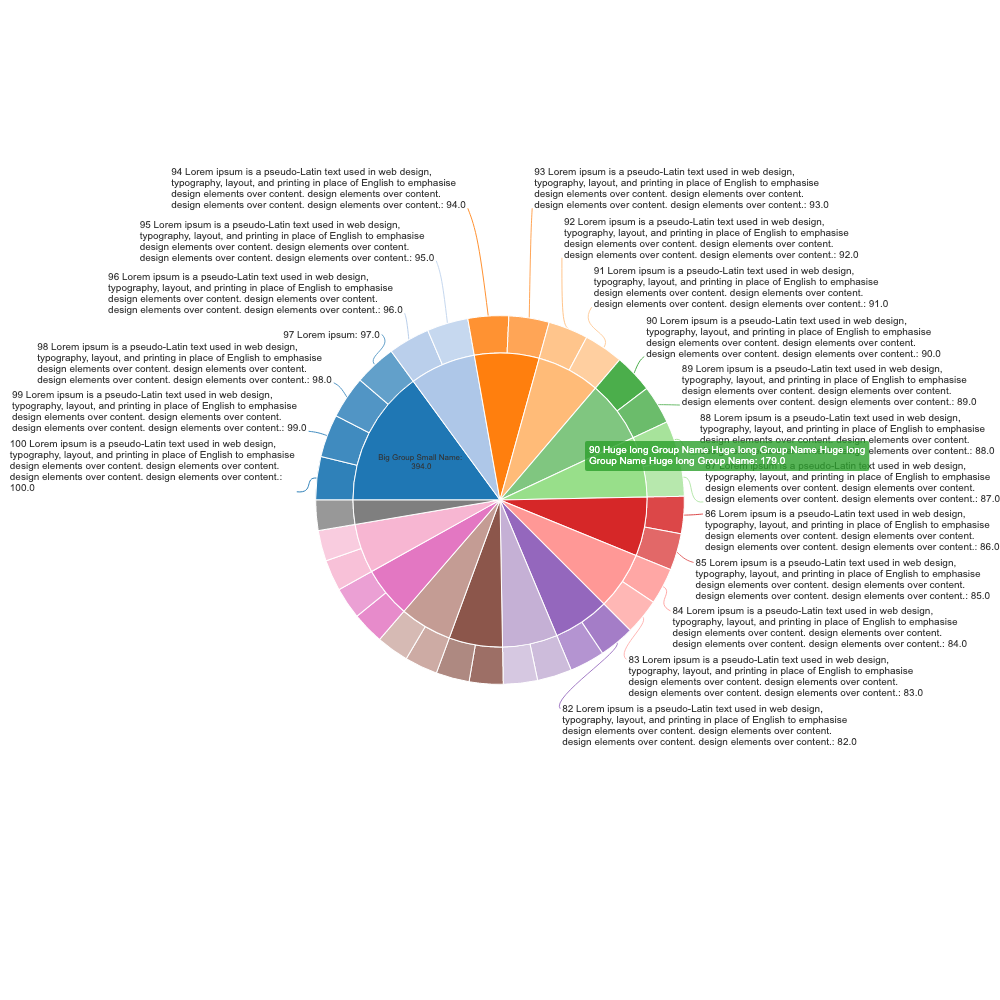 94 Lorem ipsum is a pseudo-Latin text used in web design,
typography, layout, and printing in place of English to emphasise
design elements over content. design elements over content.
design elements over content. design elements over content.: 94.0
93 Lorem ipsum is a pseudo-Latin text used in web design,
typography, layout, and printing in place of English to emphasise
design elements over content. design elements over content.
design elements over content. design elements over content.: 93.0
95 Lorem ipsum is a pseudo-Latin text used in web design,
typography, layout, and printing in place of English to emphasise
design elements over content. design elements over content.
design elements over content. design elements over content.: 95.0
92 Lorem ipsum is a pseudo-Latin text used in web design,
typography, layout, and printing in place of English to emphasise
design elements over content. design elements over content.
design elements over content. design elements over content.: 92.0
96 Lorem ipsum is a pseudo-Latin text used in web design,
typography, layout, and printing in place of English to emphasise
design elements over content. design elements over content.
design elements over content. design elements over content.: 96.0
91 Lorem ipsum is a pseudo-Latin text used in web design,
typography, layout, and printing in place of English to emphasise
design elements over content. design elements over content.
design elements over content. design elements over content.: 91.0
97 Lorem ipsum: 97.0
90 Lorem ipsum is a pseudo-Latin text used in web design,
typography, layout, and printing in place of English to emphasise
design elements over content. design elements over content.
design elements over content. design elements over content.: 90.0
98 Lorem ipsum is a pseudo-Latin text used in web design,
typography, layout, and printing in place of English to emphasise
design elements over content. design elements over content.
design elements over content. design elements over content.: 98.0
89 Lorem ipsum is a pseudo-Latin text used in web design,
typography, layout, and printing in place of English to emphasise
design elements over content. design elements over content.
design elements over content. design elements over content.: 89.0
99 Lorem ipsum is a pseudo-Latin text used in web design,
typography, layout, and printing in place of English to emphasise
design elements over content. design elements over content.
design elements over content. design elements over content.: 99.0
88 Lorem ipsum is a pseudo-Latin text used in web design,
typography, layout, and printing in place of English to emphasise
design elements over content. design elements over content.
design elements over content.: 88.0
100 Lorem ipsum is a pseudo-Latin text used in web design,
typography, layout, and printing in place of English to emphasise
design elements over content. design elements over content.
design elements over content. design elements over content.:
100.0
Big Group Small Name:
394.0
90 Huge long Group Name Huge long Group Name Huge long
Group Name Huge long Group Name: 179.0
87 Lorem ipsum is a pseudo-Latin text used in web design,
typography, layout, and printing in place of English to emphasise
design elements over content. design elements over content.
design elements over content. design elements over content.: 87.0
86 Lorem ipsum is a pseudo-Latin text used in web design,
typography, layout, and printing in place of English to emphasise
design elements over content. design elements over content.
design elements over content. design elements over content.: 86.0
85 Lorem ipsum is a pseudo-Latin text used in web design,
typography, layout, and printing in place of English to emphasise
design elements over content. design elements over content.
design elements over content. design elements over content.: 85.0
84 Lorem ipsum is a pseudo-Latin text used in web design,
typography, layout, and printing in place of English to emphasise
design elements over content. design elements over content.
design elements over content. design elements over content.: 84.0
83 Lorem ipsum is a pseudo-Latin text used in web design,
typography, layout, and printing in place of English to emphasise
design elements over content. design elements over content.
design elements over content. design elements over content.: 83.0
82 Lorem ipsum is a pseudo-Latin text used in web design,
typography, layout, and printing in place of English to emphasise
design elements over content. design elements over content.
design elements over content. design elements over content.: 82.0